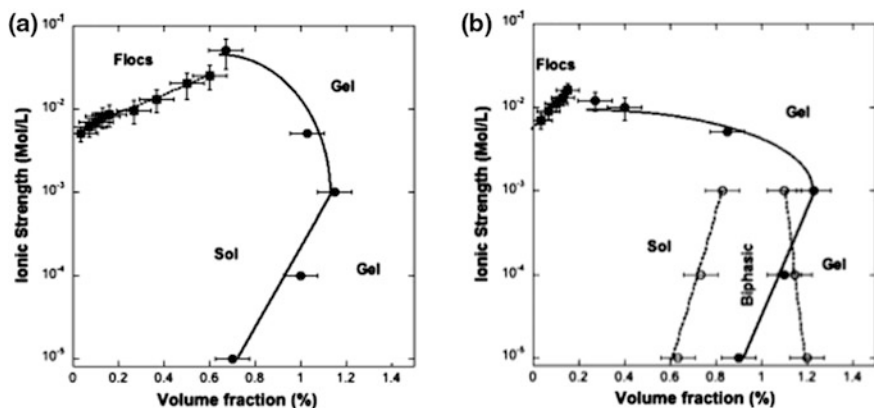 (a)
10⁻¹
10⁻²
10⁻³
10⁻⁴
10⁻⁵
Ionic Strength (Mol/L)
Flocs
Gel
Sol
Gel
0 0.2 0.4 0.6 0.8 1 1.2 1.4
Volume fraction (%)
(b)
10⁻¹
10⁻²
10⁻³
10⁻⁴
10⁻⁵
Ionic Strength (Mol/L)
Flocs
Gel
Sol
Biphasic
Gel
0 0.2 0.4 0.6 0.8 1 1.2 1.4
Volume fraction (%)